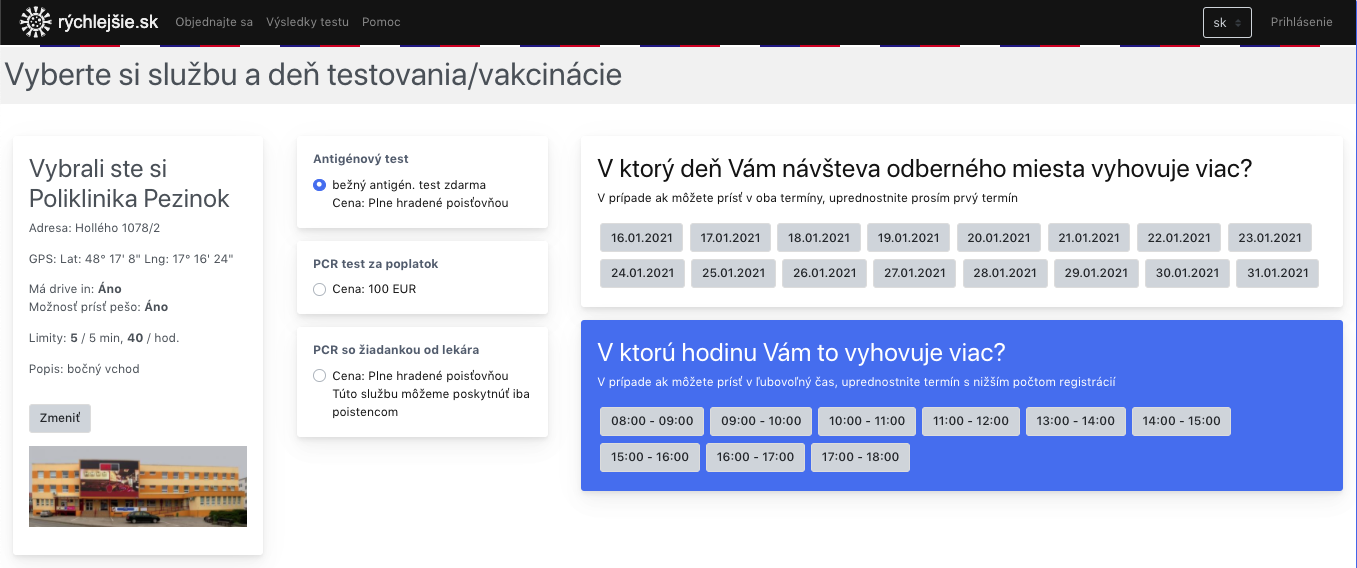 rýchlejšie.sk Objednajte sa Výsledky testu Pomoc sk Prihlásenie
Vyberte si službu a deň testovania/vakcinácie
Vybrali ste si
Poliklinika Pezinok
Adresa: Hollého 1078/2
GPS: Lat: 48° 17' 8" Lng: 17° 16' 24"
Má drive in: Áno
Možnosť prísť pešo: Áno
Limity: 5 / 5 min, 40 / hod.
Popis: bočný vchod
Zmeniť
Antigénový test
bežný antigén. test zdarma
Cena: Plne hradené poisťovňou
PCR test za poplatok
Cena: 100 EUR
PCR so žiadankou od lekára
Cena: Plne hradené poisťovňou
Túto službu môžeme poskytnúť iba
poistencom
V ktorý deň Vám návšteva odberného miesta vyhovuje viac?
V prípade ak môžete prísť v oba termíny, uprednostnite prosím prvý termín
16.01.2021 17.01.2021 18.01.2021 19.01.2021 20.01.2021 21.01.2021 22.01.2021 23.01.2021
24.01.2021 25.01.2021 26.01.2021 27.01.2021 28.01.2021 29.01.2021 30.01.2021 31.01.2021
V ktorú hodinu Vám to vyhovuje viac?
V prípade ak môžete prísť v ľubovoľný čas, uprednostnite termín s nižším počtom registrácií
08:00 - 09:00 09:00 - 10:00 10:00 - 11:00 11:00 - 12:00 13:00 - 14:00 14:00 - 15:00
15:00 - 16:00 16:00 - 17:00 17:00 - 18:00